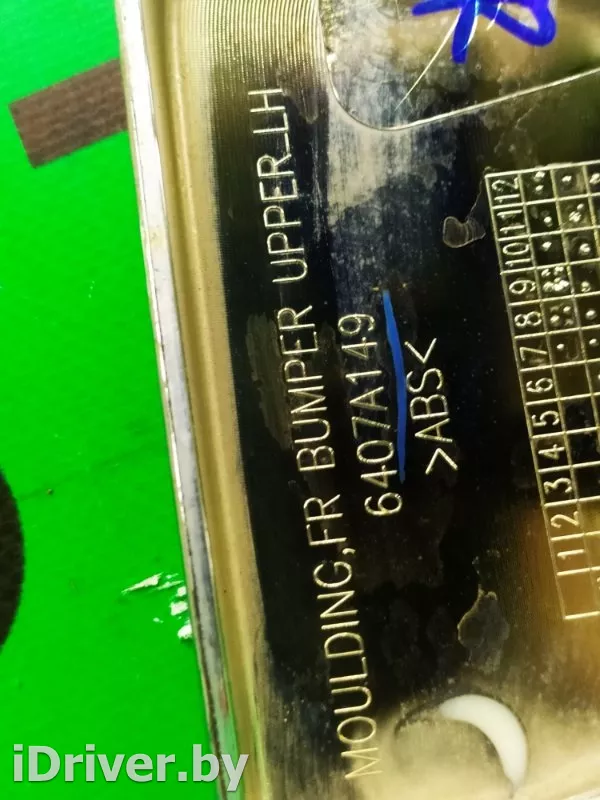 MOULDING,FR BUMPER UPPER-LH
6407A149
>ABS<
1 2 3 4 5 6 7 8 9 10 11 12
iDriver.by